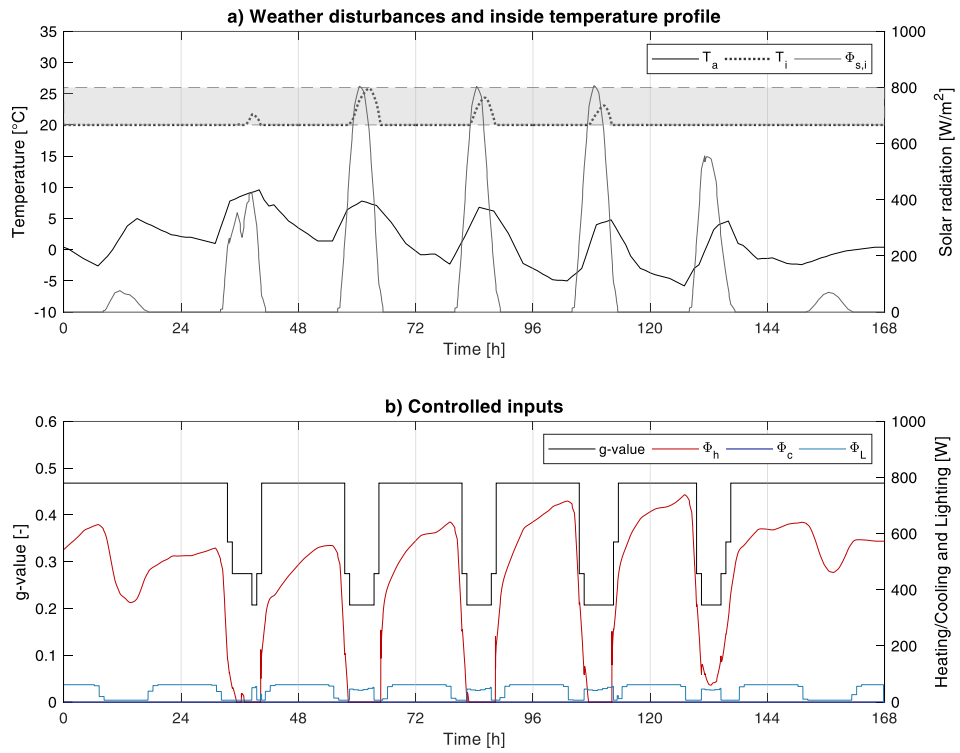 a) Weather disturbances and inside temperature profile
35
30
25
20
15
10
5
0
-5
-10
Temperature [°C]
T_a T_i Φ_s,i
1000
800
600
400
200
0
Solar radiation [W/m²]
0 24 48 72 96 120 144 168
Time [h]
b) Controlled inputs
0.6
0.5
0.4
0.3
0.2
0.1
0
g-value [-]
g-value Φ_h Φ_c Φ_L
1000
800
600
400
200
0
Heating/Cooling and Lighting [W]
0 24 48 72 96 120 144 168
Time [h]